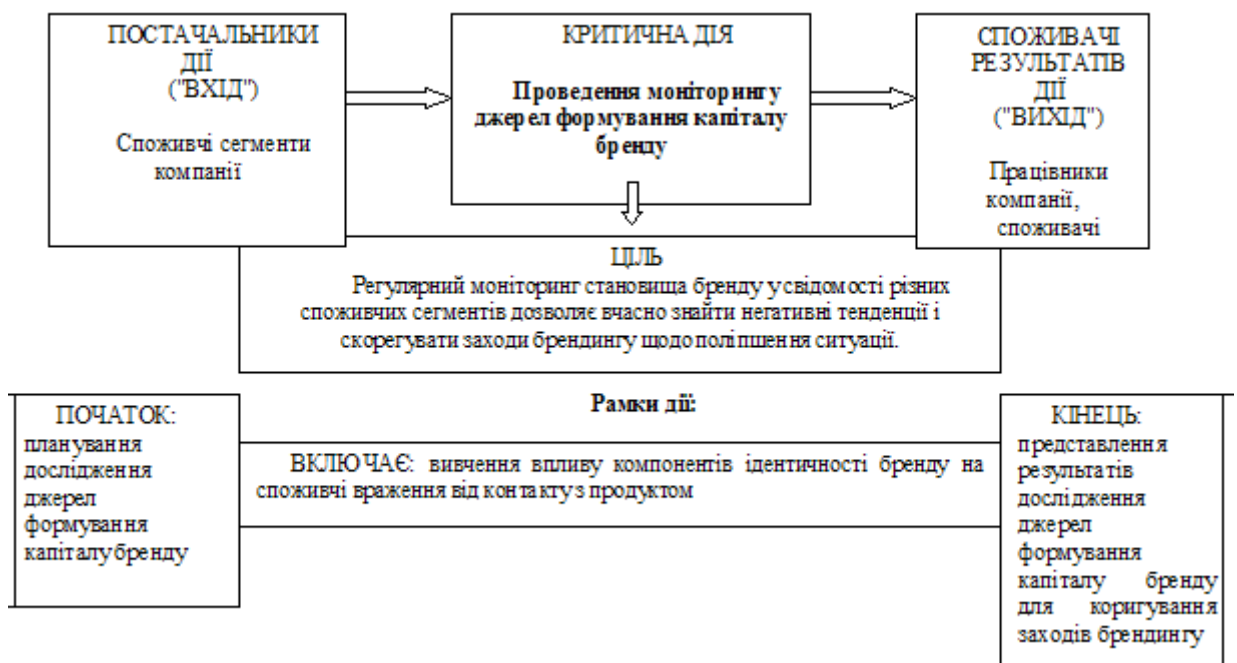 ПОСТАЧАЛЬНИКИ
ДІЇ
("ВХІД")
Споживчі сегменти
компанії
КРИТИЧНА ДІЯ
Проведення моніторингу
джерел формування капіталу
бренду
СПОЖИВАЧІ
РЕЗУЛЬТАТІВ
ДІЇ
("ВИХІД")
Працівники
компанії,
споживачі
ЦІЛЬ
Регулярний моніторинг становища бренду у свідомості різних
споживчих сегментів дозволяє вчасно знайти негативні тенденції і
скорегувати заходи брендингу щодо поліпшення ситуації.
Рамки дії:
ПОЧАТОК:
планування
дослідження
джерел
формування
капіталу бренду
ВКЛЮЧАЄ: вивчення впливу компонентів ідентичності бренду на
споживчі враження від контакту з продуктом
КІНЕЦЬ:
представлення
результатів
дослідження
джерел
формування
капіталу бренду
для коригування
заходів брендингу